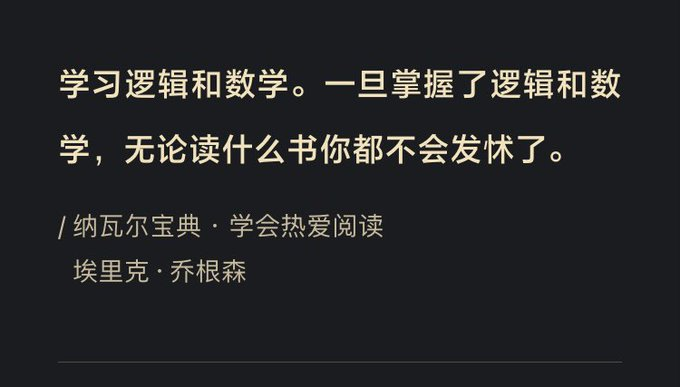 学习逻辑和数学。一旦掌握了逻辑和数
学，无论读什么书你都不会发怵了。
/ 纳瓦尔宝典 · 学会热爱阅读
埃里克 · 乔根森